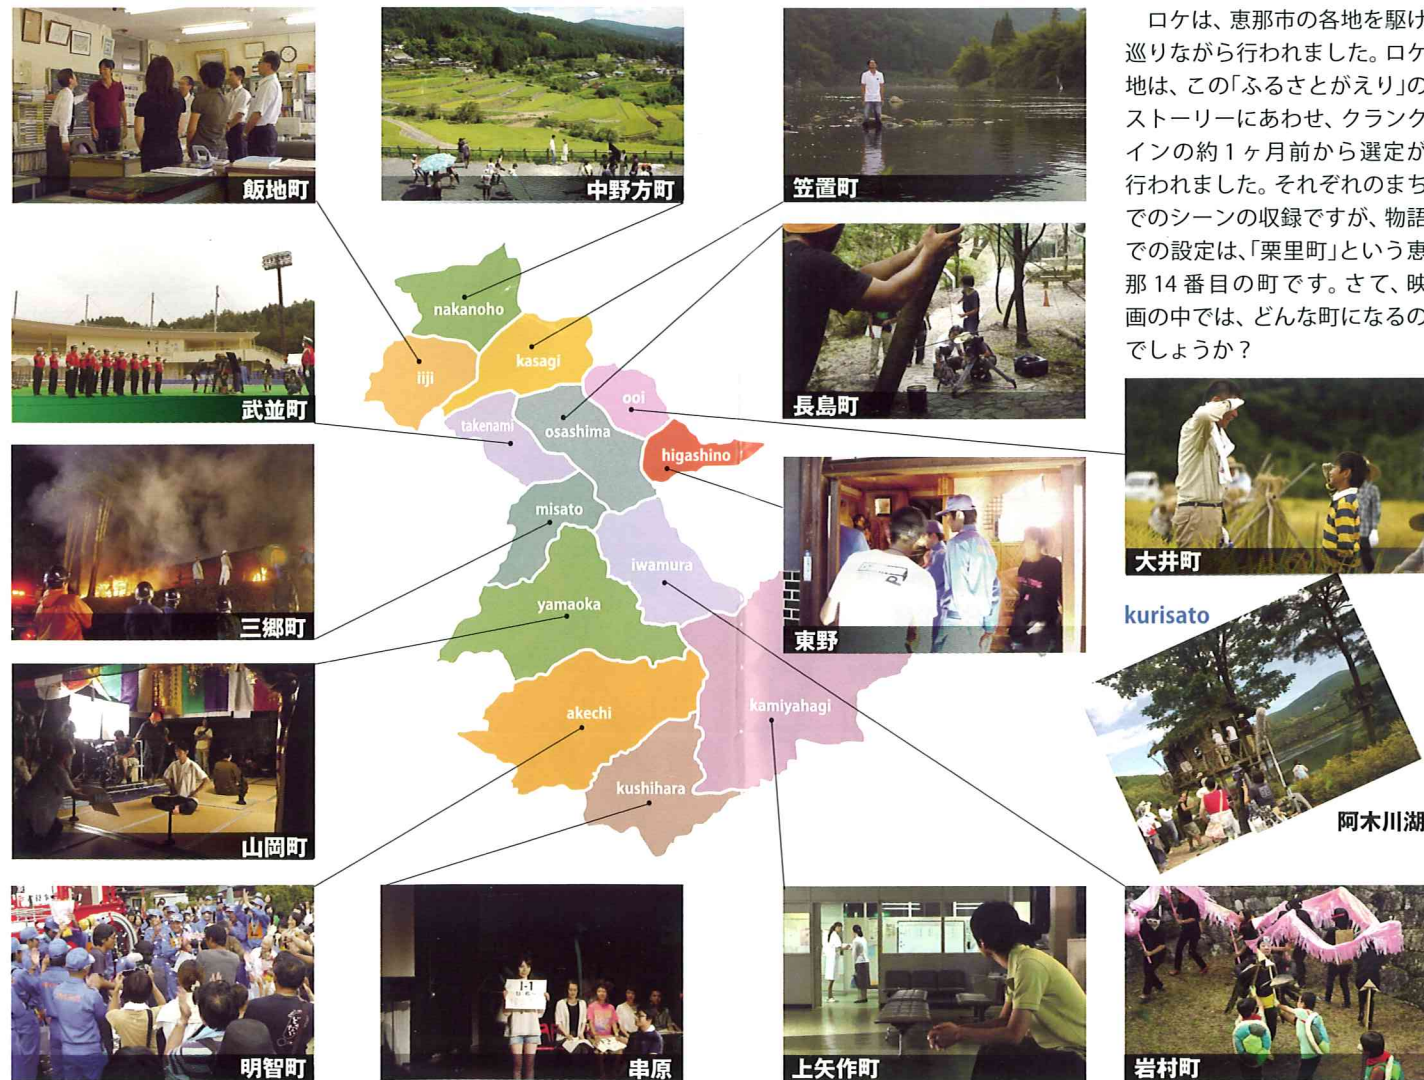 ロケは、恵那市の各地を駆け
巡りながら行われました。ロケ
地は、この「ふるさとがえり」の
ストーリーにあわせ、クランク
インの約1ヶ月前から選定が
行われました。それぞれのまち
でのシーンの収録ですが、物語
での設定は、「栗里町」という恵
那 14 番目の町です。さて、映
画の中では、どんな町になるの
でしょうか？
飯地町
中野方町
笠置町
武並町
長島町
三郷町
東野
大井町
山岡町
kurisato
阿木川湖
明智町
串原
上矢作町
岩村町
nakanoho
kasagi
iiji
ooi
takenami
osashima
higashino
misato
iwamura
yamaoka
akechi
kamiyahagi
kushihara
1-1